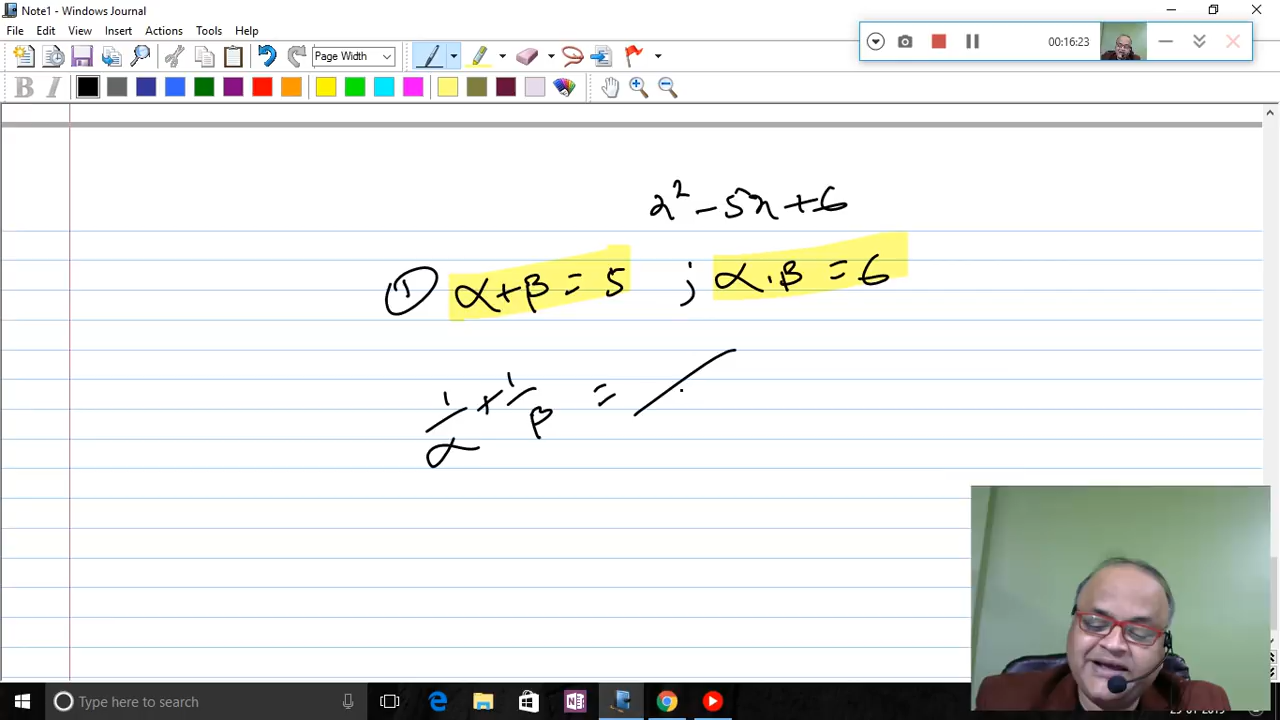 Note1 - Windows Journal
File Edit View Insert Actions Tools Help
Page Width
00:16:23
B I
x² - 5x + 6
① α+β = 5 ; α.β = 6
1/α + 1/β =
Type here to search